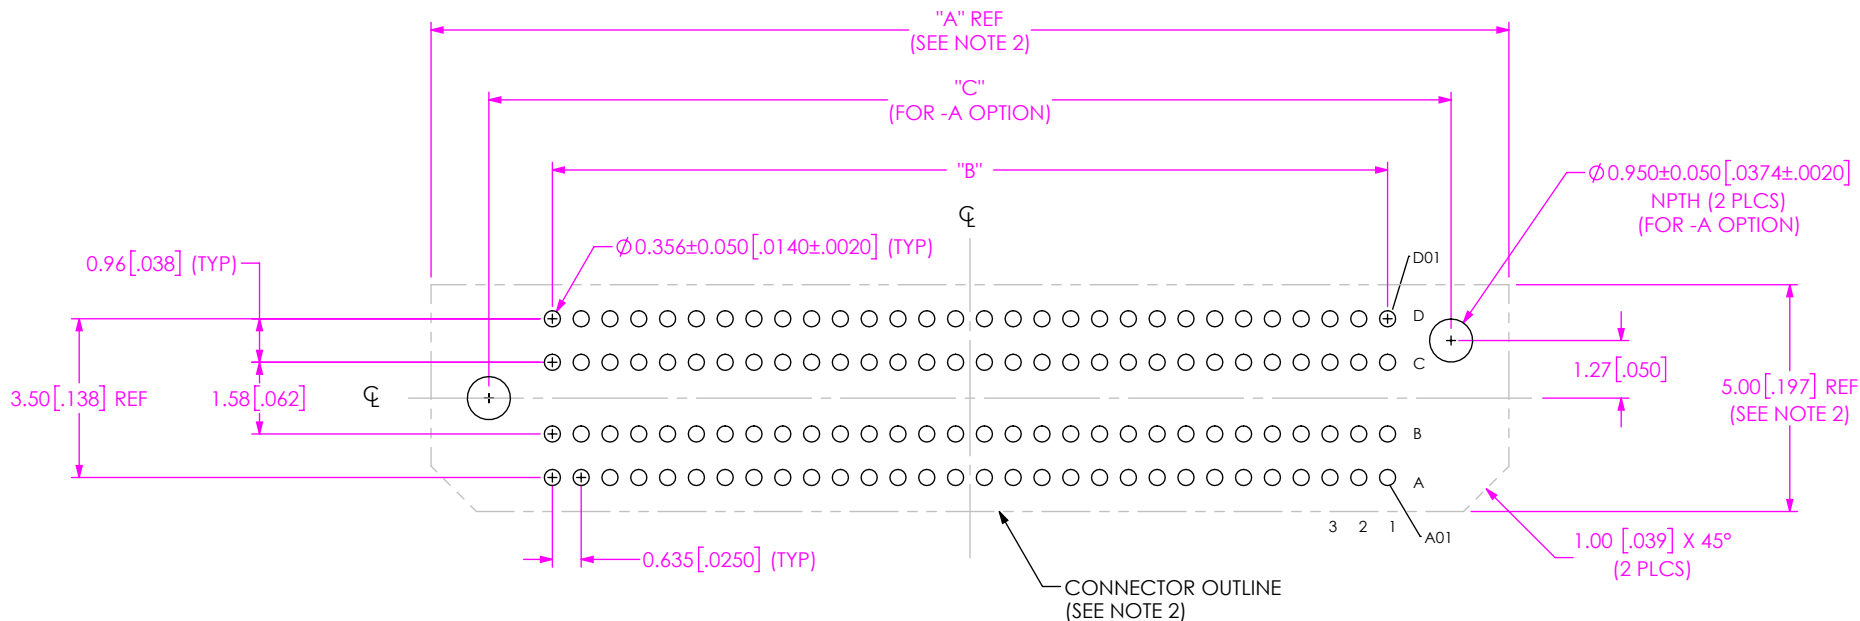 "A" REF
(SEE NOTE 2)
"C"
(FOR -A OPTION)
"B"
Ø0.950±0.050[.0374±.0020]
NPTH (2 PLCS)
(FOR -A OPTION)
℄
Ø0.356±0.050[.0140±.0020] (TYP)
0.96[.038] (TYP)
D01
D
C
1.27[.050]
3.50[.138] REF
1.58[.062]
℄
5.00[.197] REF
(SEE NOTE 2)
B
A
3 2 1
A01
0.635[.0250] (TYP)
1.00 [.039] X 45°
(2 PLCS)
CONNECTOR OUTLINE
(SEE NOTE 2)